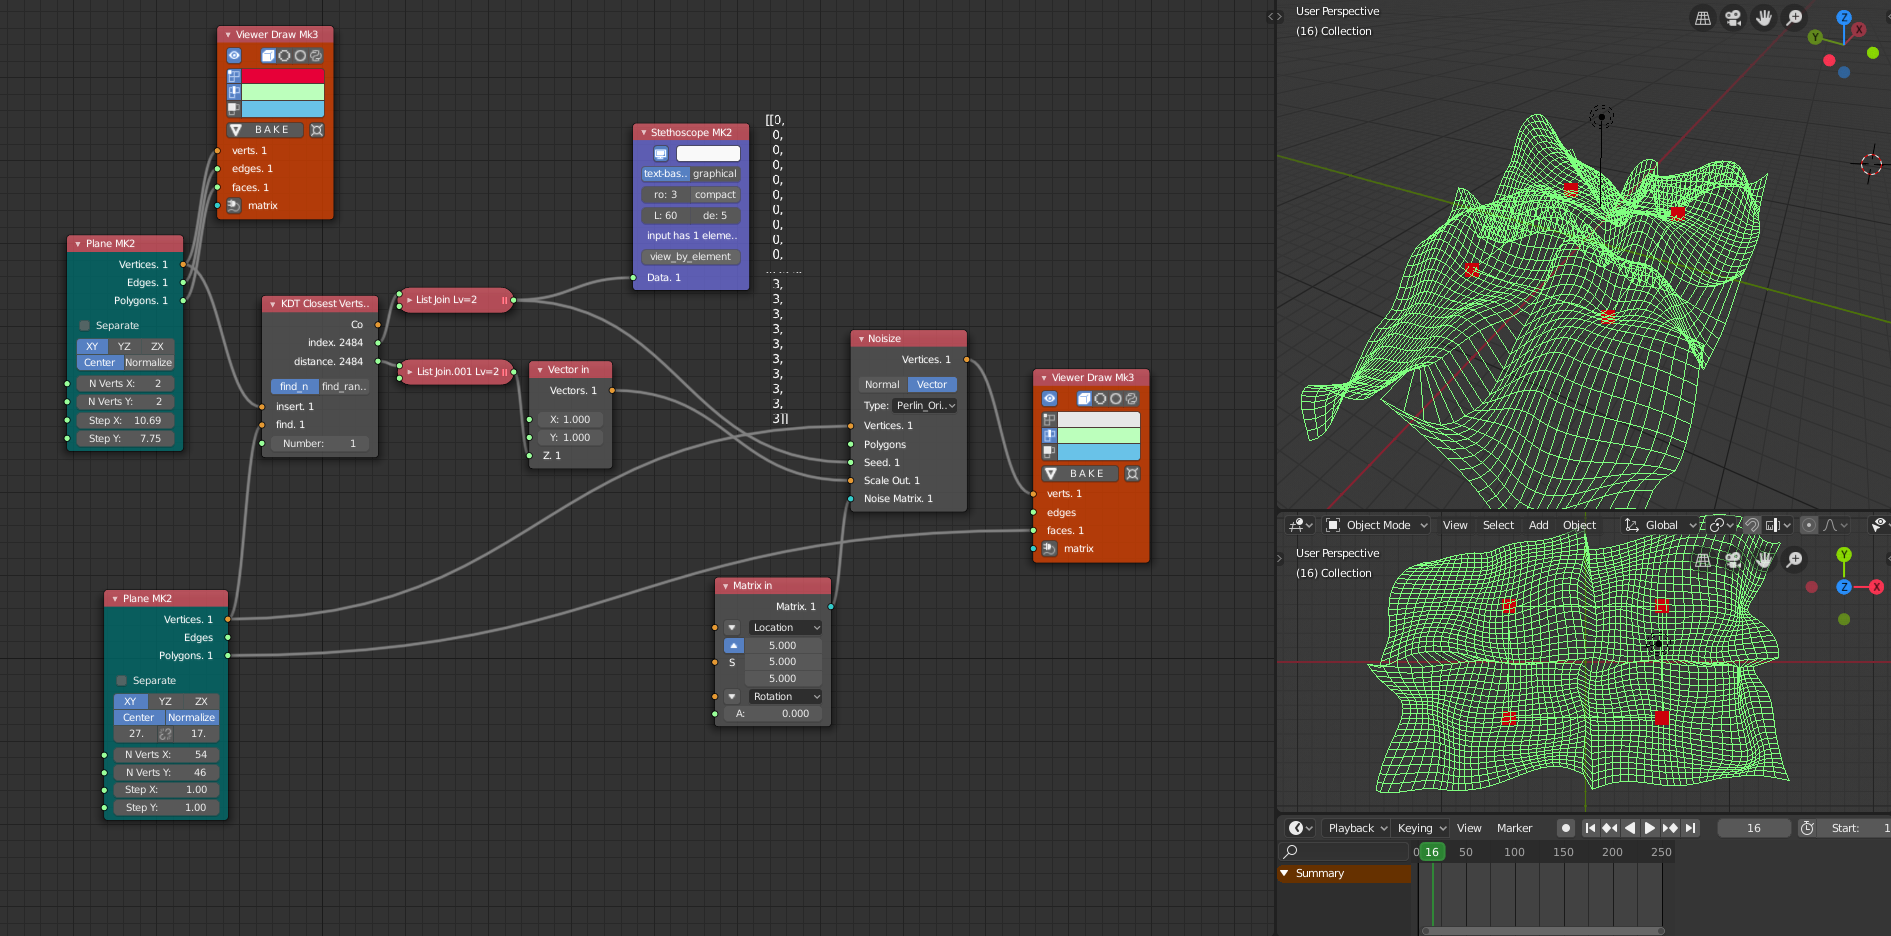 Viewer Draw Mk3
BAKE
verts. 1
edges. 1
faces. 1
matrix
Plane MK2
Vertices. 1
Edges. 1
Polygons. 1
Separate
XY YZ ZX
Center Normalize
N Verts X: 2
N Verts Y: 2
Step X: 10.69
Step Y: 7.75
KDT Closest Verts..
Co
index. 2484
distance. 2484
find_n find_ran..
insert. 1
find. 1
Number: 1
List Join Lv=2
List Join.001 Lv=2
Vector in
Vectors. 1
X: 1.000
Y: 1.000
Z. 1
Stethoscope MK2
text-bas.. graphical
ro: 3 compact
L: 60 de: 5
input has 1 eleme..
view_by_element
Data. 1
[[0,
0,
0,
0,
0,
0,
0,
0,
0,
0,
... ... ...
3,
3,
3,
3,
3,
3,
3,
3,
3,
3]]
Noisize
Vertices. 1
Normal Vector
Type: Perlin_Ori..
Vertices. 1
Polygons
Seed. 1
Scale Out. 1
Noise Matrix. 1
Viewer Draw Mk3
BAKE
verts. 1
edges
faces. 1
matrix
Matrix in
Matrix. 1
Location
5.000
S 5.000
5.000
Rotation
A: 0.000
Plane MK2
Vertices. 1
Edges
Polygons. 1
Separate
XY YZ ZX
Center Normalize
27. 17.
N Verts X: 54
N Verts Y: 46
Step X: 1.00
Step Y: 1.00
User Perspective
(16) Collection
Z
X
Y
Object Mode View Select Add Object Global
User Perspective
(16) Collection
Y
Z
X
Playback Keying View Marker 16 Start: 1
0 16 50 100 150 200 250
Summary